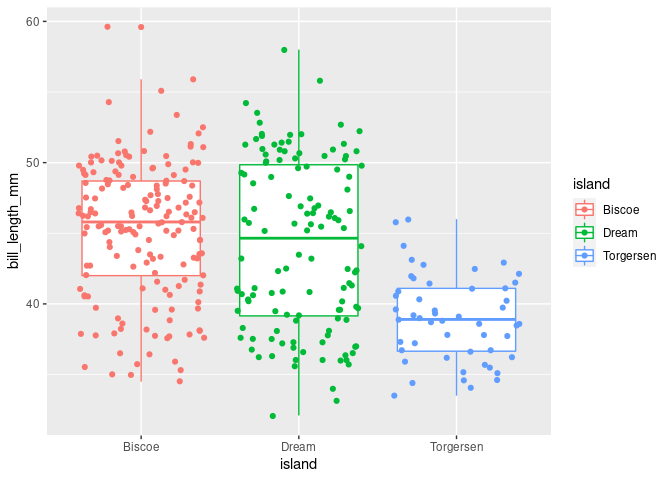 60
50
40
bill_length_mm
Biscoe
Dream
Torgersen
island
island
Biscoe
Dream
Torgersen